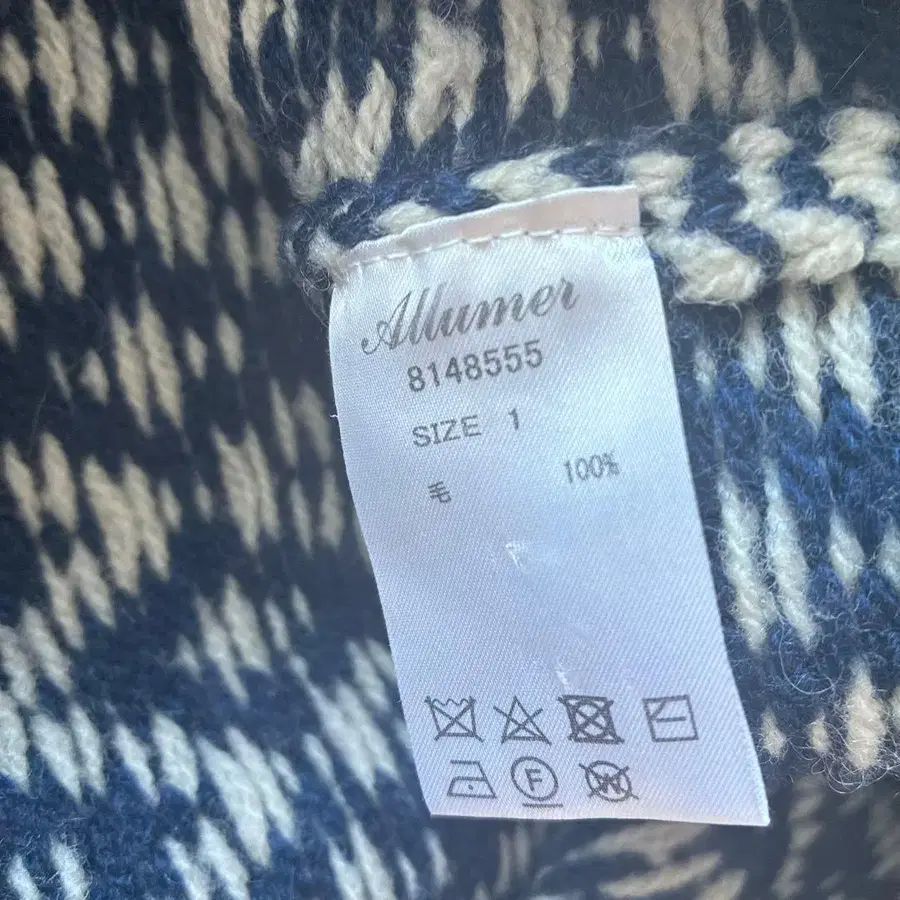 Allumer
8148555
SIZE 1
毛 100%
F
W